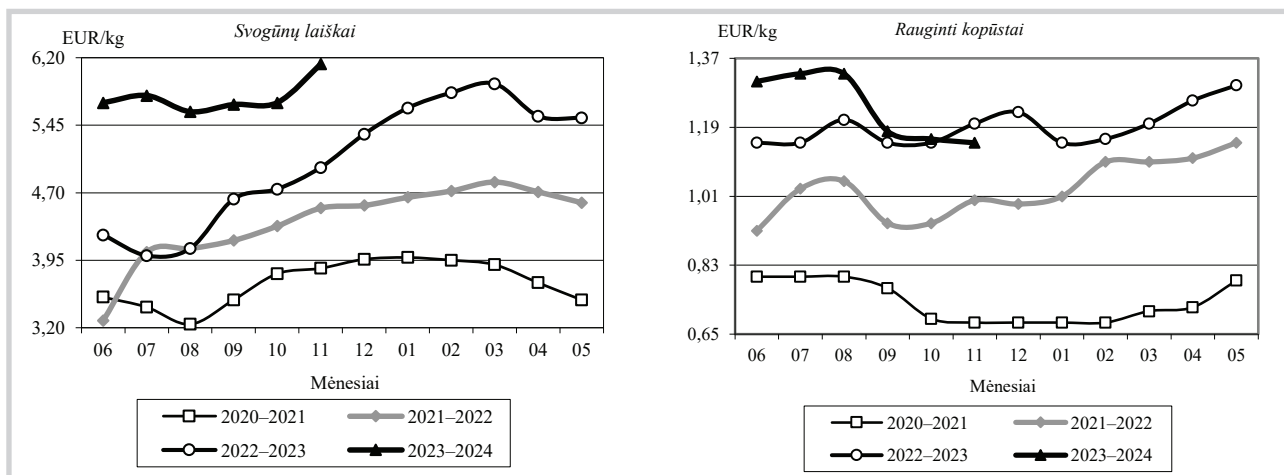 Svogūnų laiškai
EUR/kg
6,20
5,45
4,70
3,95
3,20
06 07 08 09 10 11 12 01 02 03 04 05
Mėnesiai
2020–2021 2021–2022
2022–2023 2023–2024
Rauginti kopūstai
EUR/kg
1,37
1,19
1,01
0,83
0,65
06 07 08 09 10 11 12 01 02 03 04 05
Mėnesiai
2020–2021 2021–2022
2022–2023 2023–2024